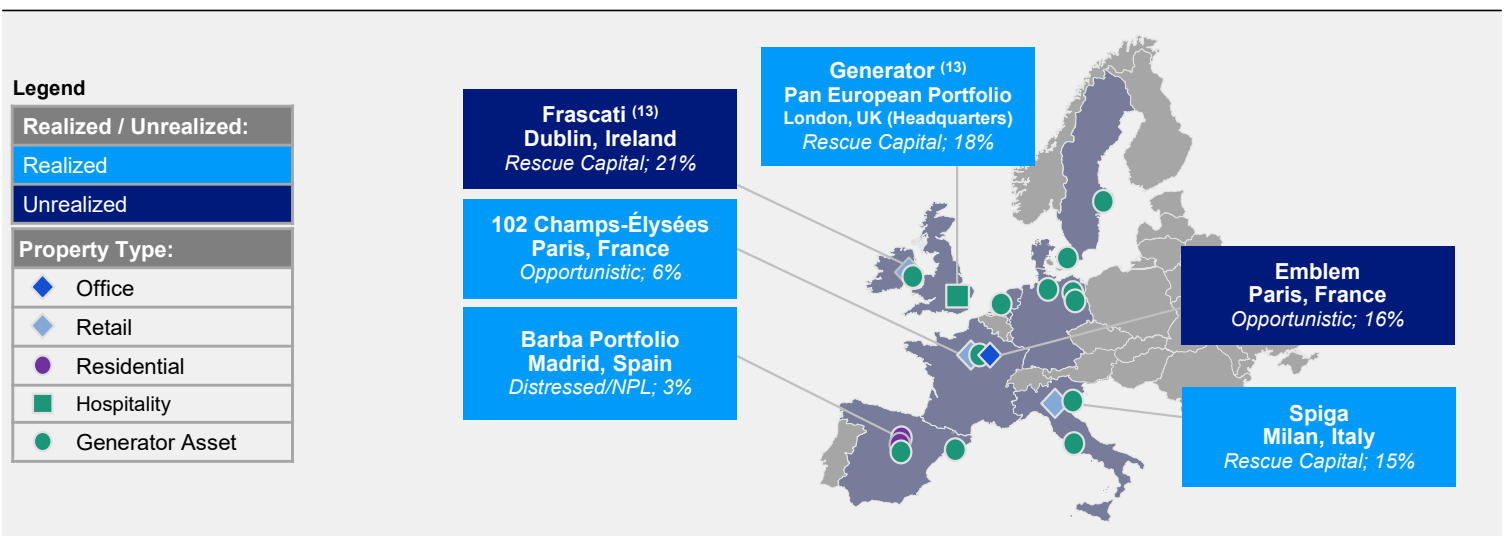 Legend
Realized / Unrealized:
Realized
Unrealized
Property Type:
Office
Retail
Residential
Hospitality
Generator Asset
Frascati (13)
Dublin, Ireland
Rescue Capital; 21%
102 Champs-Élysées
Paris, France
Opportunistic; 6%
Barba Portfolio
Madrid, Spain
Distressed/NPL; 3%
Generator (13)
Pan European Portfolio
London, UK (Headquarters)
Rescue Capital; 18%
Emblem
Paris, France
Opportunistic; 16%
Spiga
Milan, Italy
Rescue Capital; 15%